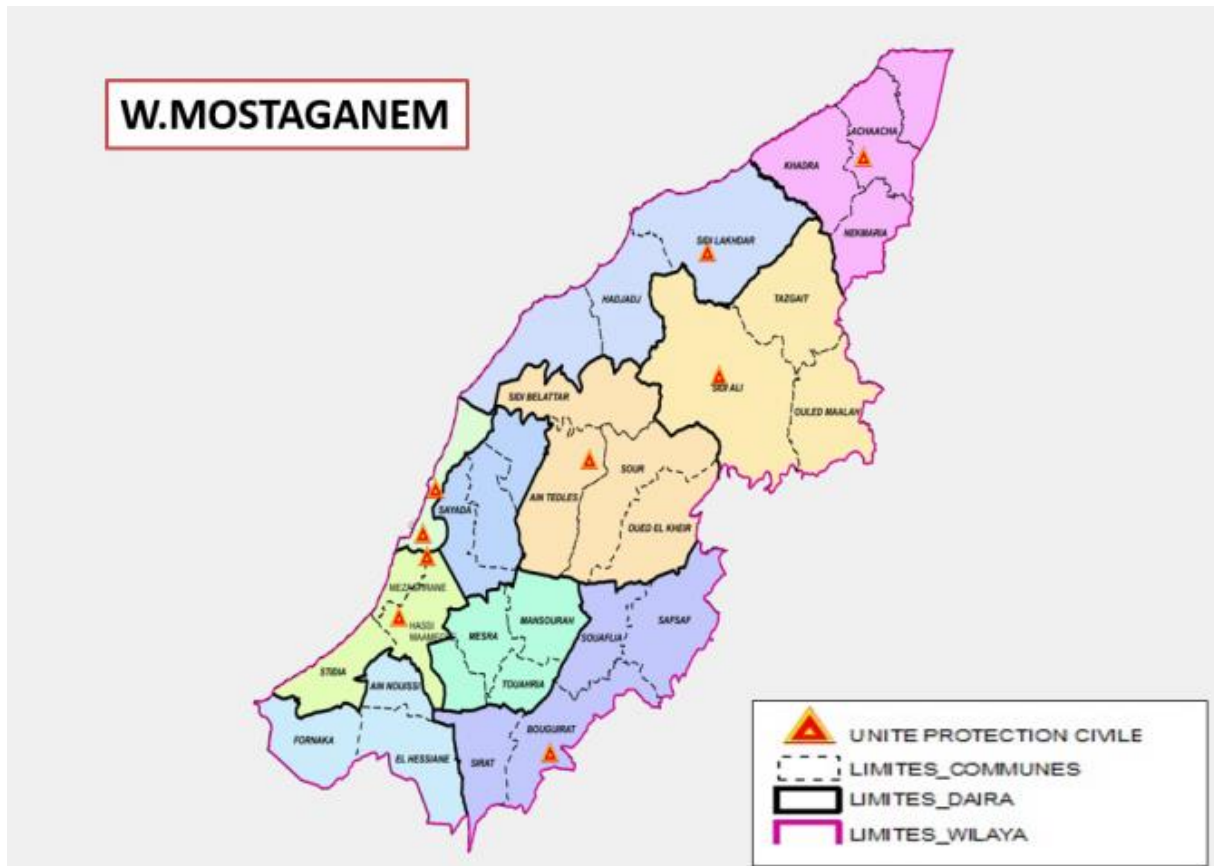 W.MOSTAGANEM
ACHAACHA
KHADRA
NEKMARIA
SIDI LAKHDAR
TAZGAIT
HADJADJ
SIDI ALI
SIDI BELATTAR
OULED MAALAH
SOUR
AIN TEDLES
SAYADA
OUED EL KHEIR
MEZAGHRANE
MANSOURAH
SAFSAF
HASSI
MAAMECHE
MESRA
SOUAFLIA
STIDIA
AIN NOUISSI
TOUAHRIA
BOUGUIRAT
FORNAKA
EL HESSIANE
SIRAT
UNITE PROTECTION CIVILE
LIMITES_COMMUNES
LIMITES_DAIRA
LIMITES_WILAYA